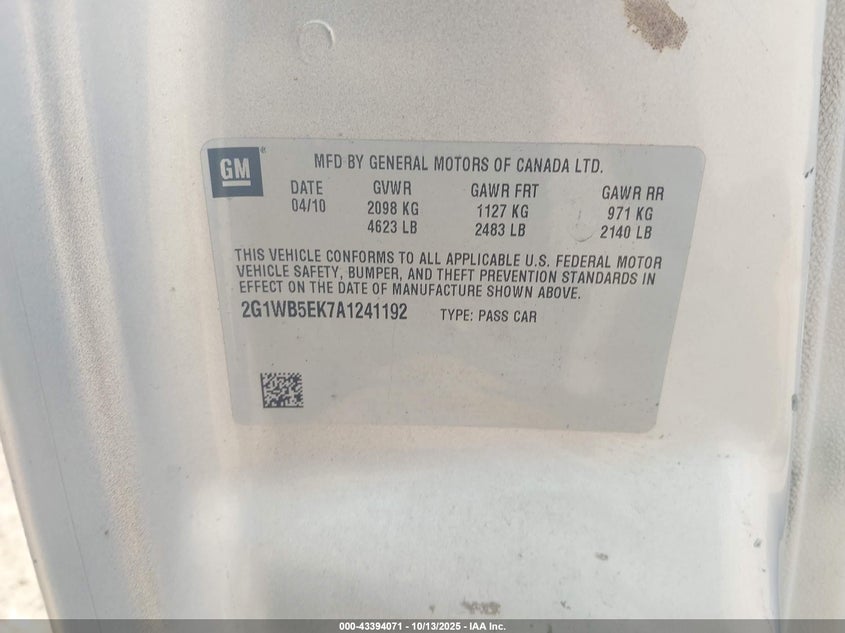 GM
MFD BY GENERAL MOTORS OF CANADA LTD.
DATE GVWR GAWR FRT GAWR RR
04/10 2098 KG 1127 KG 971 KG
4623 LB 2483 LB 2140 LB
THIS VEHICLE CONFORMS TO ALL APPLICABLE U.S. FEDERAL MOTOR
VEHICLE SAFETY, BUMPER, AND THEFT PREVENTION STANDARDS IN
EFFECT ON THE DATE OF MANUFACTURE SHOWN ABOVE.
2G1WB5EK7A1241192 TYPE: PASS CAR
000-43394071 - 10/13/2025 - IAA Inc.